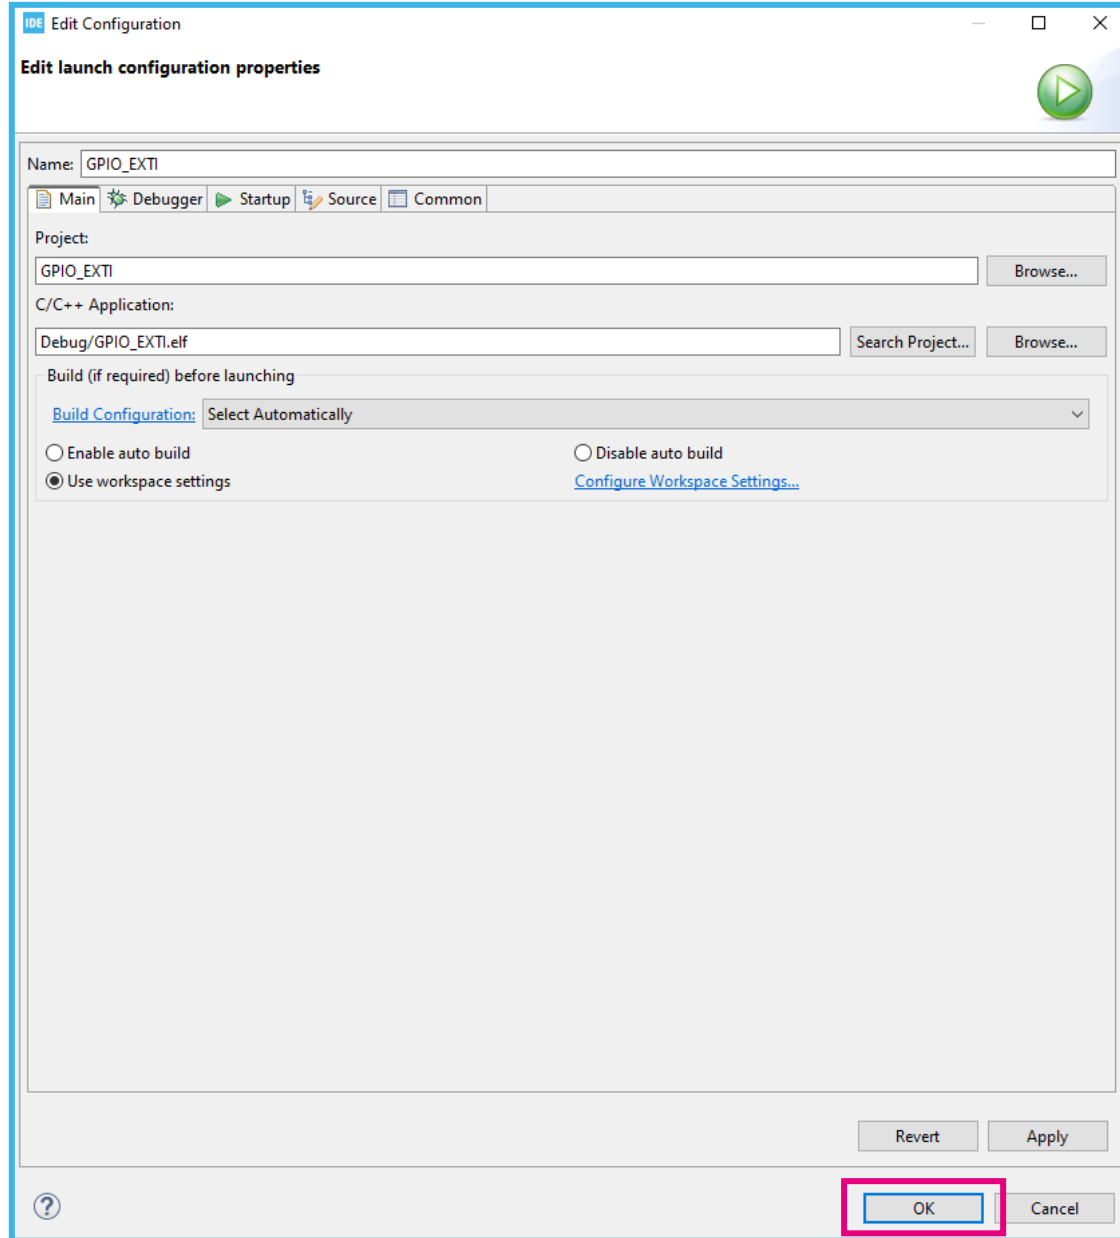 IDE Edit Configuration
Edit launch configuration properties
Name: GPIO_EXTI
Main Debugger Startup Source Common
Project:
GPIO_EXTI Browse...
C/C++ Application:
Debug/GPIO_EXTI.elf Search Project... Browse...
Build (if required) before launching
Build Configuration: Select Automatically
Enable auto build Disable auto build
Use workspace settings Configure Workspace Settings...
Revert Apply
? OK Cancel